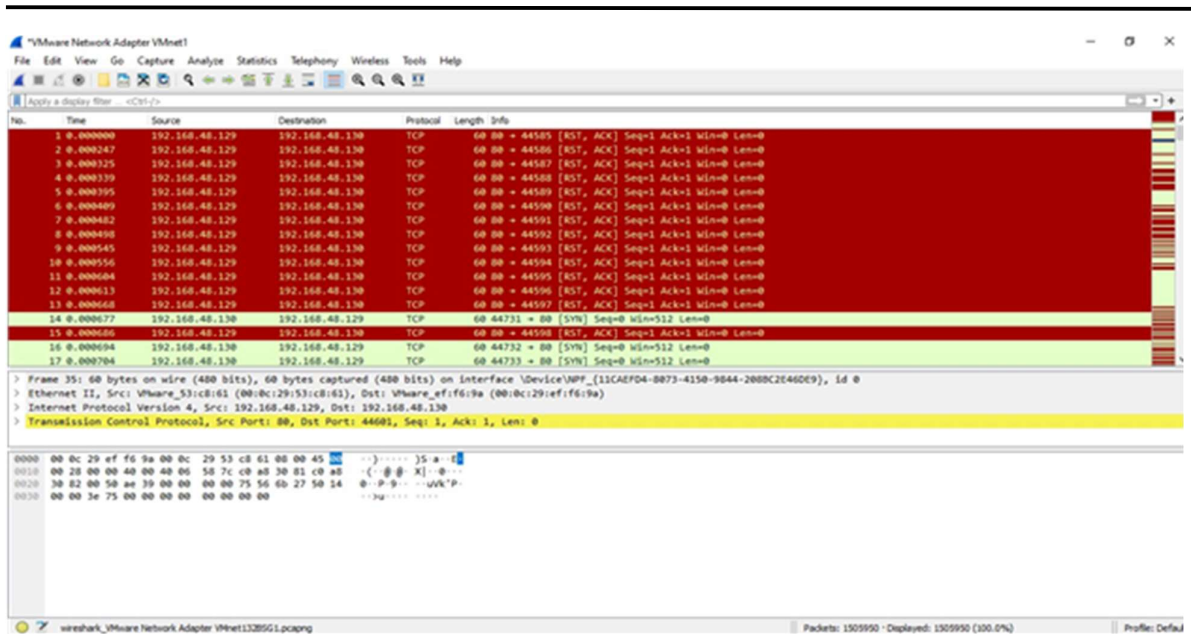 *VMware Network Adapter VMnet1
File Edit View Go Capture Analyze Statistics Telephony Wireless Tools Help
Apply a display filter ... <Ctrl-/>
No. Time Source Destination Protocol Length Info
1 0.000000 192.168.48.129 192.168.48.130 TCP 60 80 → 44585 [RST, ACK] Seq=1 Ack=1 Win=0 Len=0
2 0.000247 192.168.48.129 192.168.48.130 TCP 60 80 → 44586 [RST, ACK] Seq=1 Ack=1 Win=0 Len=0
3 0.000325 192.168.48.129 192.168.48.130 TCP 60 80 → 44587 [RST, ACK] Seq=1 Ack=1 Win=0 Len=0
4 0.000339 192.168.48.129 192.168.48.130 TCP 60 80 → 44588 [RST, ACK] Seq=1 Ack=1 Win=0 Len=0
5 0.000395 192.168.48.129 192.168.48.130 TCP 60 80 → 44589 [RST, ACK] Seq=1 Ack=1 Win=0 Len=0
6 0.000409 192.168.48.129 192.168.48.130 TCP 60 80 → 44590 [RST, ACK] Seq=1 Ack=1 Win=0 Len=0
7 0.000482 192.168.48.129 192.168.48.130 TCP 60 80 → 44591 [RST, ACK] Seq=1 Ack=1 Win=0 Len=0
8 0.000498 192.168.48.129 192.168.48.130 TCP 60 80 → 44592 [RST, ACK] Seq=1 Ack=1 Win=0 Len=0
9 0.000545 192.168.48.129 192.168.48.130 TCP 60 80 → 44593 [RST, ACK] Seq=1 Ack=1 Win=0 Len=0
10 0.000556 192.168.48.129 192.168.48.130 TCP 60 80 → 44594 [RST, ACK] Seq=1 Ack=1 Win=0 Len=0
11 0.000604 192.168.48.129 192.168.48.130 TCP 60 80 → 44595 [RST, ACK] Seq=1 Ack=1 Win=0 Len=0
12 0.000613 192.168.48.129 192.168.48.130 TCP 60 80 → 44596 [RST, ACK] Seq=1 Ack=1 Win=0 Len=0
13 0.000668 192.168.48.129 192.168.48.130 TCP 60 80 → 44597 [RST, ACK] Seq=1 Ack=1 Win=0 Len=0
14 0.000677 192.168.48.130 192.168.48.129 TCP 60 44731 → 80 [SYN] Seq=0 Win=512 Len=0
15 0.000686 192.168.48.129 192.168.48.130 TCP 60 80 → 44598 [RST, ACK] Seq=1 Ack=1 Win=0 Len=0
16 0.000694 192.168.48.130 192.168.48.129 TCP 60 44732 → 80 [SYN] Seq=0 Win=512 Len=0
17 0.000704 192.168.48.130 192.168.48.129 TCP 60 44733 → 80 [SYN] Seq=0 Win=512 Len=0
> Frame 35: 60 bytes on wire (480 bits), 60 bytes captured (480 bits) on interface \Device\NPF_{11CAEFD4-8073-4150-9844-208BC2E46DE9}, id 0
> Ethernet II, Src: VMware_53:c8:61 (00:0c:29:53:c8:61), Dst: VMware_ef:f6:9a (00:0c:29:ef:f6:9a)
> Internet Protocol Version 4, Src: 192.168.48.129, Dst: 192.168.48.130
> Transmission Control Protocol, Src Port: 80, Dst Port: 44601, Seq: 1, Ack: 1, Len: 0
0000 00 0c 29 ef f6 9a 00 0c 29 53 c8 61 08 00 45 00 ··)·····)S·a··E·
0010 00 28 00 00 40 00 40 06 58 7c c0 a8 30 81 c0 a8 ·(··@·@·X|··0···
0020 30 82 00 50 ae 39 00 00 00 00 75 56 6b 27 50 14 0··P·9····uVk'P·
0030 00 00 3e 75 00 00 00 00 00 00 00 00 ··>u········
wireshark_VMware Network Adapter VMnet132BSG1.pcapng Packets: 1505950 · Displayed: 1505950 (100.0%) Profile: Defaul